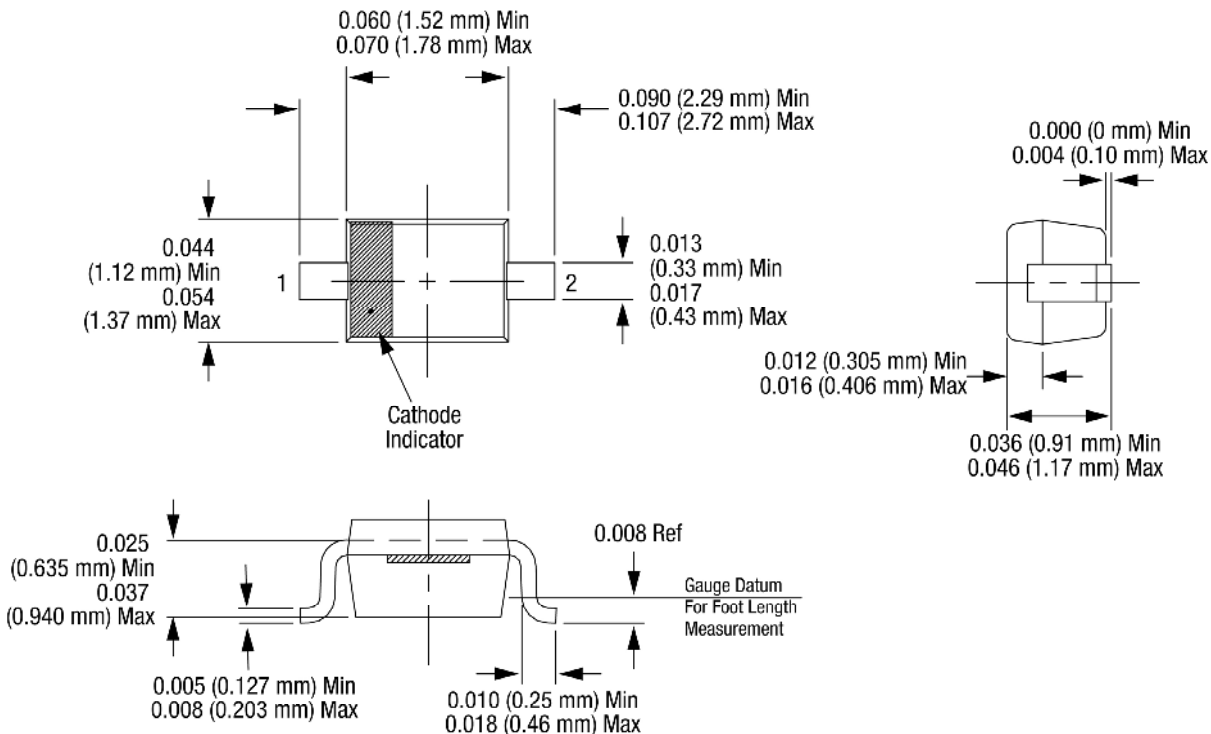 0.060 (1.52 mm) Min
0.070 (1.78 mm) Max
0.090 (2.29 mm) Min
0.107 (2.72 mm) Max
0.000 (0 mm) Min
0.004 (0.10 mm) Max
0.044
(1.12 mm) Min
0.054
(1.37 mm) Max
1
2
0.013
(0.33 mm) Min
0.017
(0.43 mm) Max
Cathode
Indicator
0.012 (0.305 mm) Min
0.016 (0.406 mm) Max
0.036 (0.91 mm) Min
0.046 (1.17 mm) Max
0.025
(0.635 mm) Min
0.037
(0.940 mm) Max
0.008 Ref
Gauge Datum
For Foot Length
Measurement
0.005 (0.127 mm) Min
0.008 (0.203 mm) Max
0.010 (0.25 mm) Min
0.018 (0.46 mm) Max